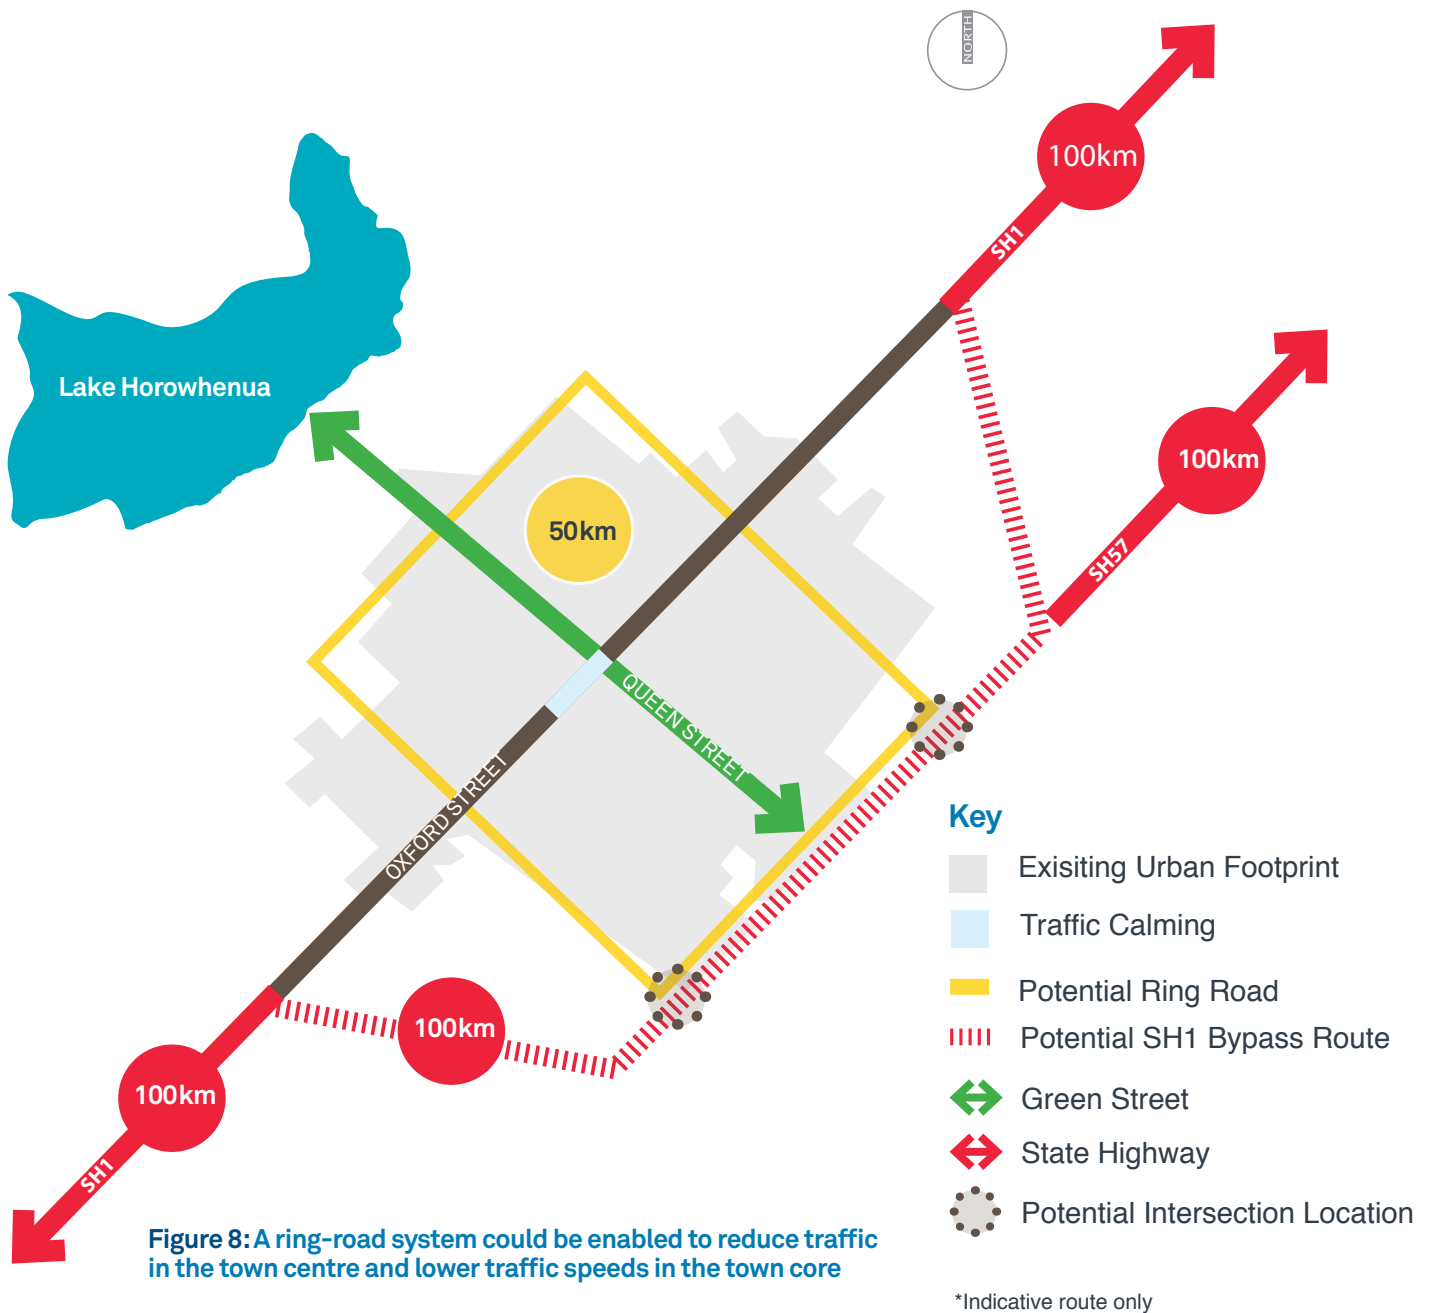 NORTH
100km
SH1
Lake Horowhenua
100km
50km
SH57
QUEEN STREET
OXFORD STREET
100km
100km
SH1
Key
Exisiting Urban Footprint
Traffic Calming
Potential Ring Road
Potential SH1 Bypass Route
Green Street
State Highway
Potential Intersection Location
Figure 8: A ring-road system could be enabled to reduce traffic
in the town centre and lower traffic speeds in the town core
*Indicative route only